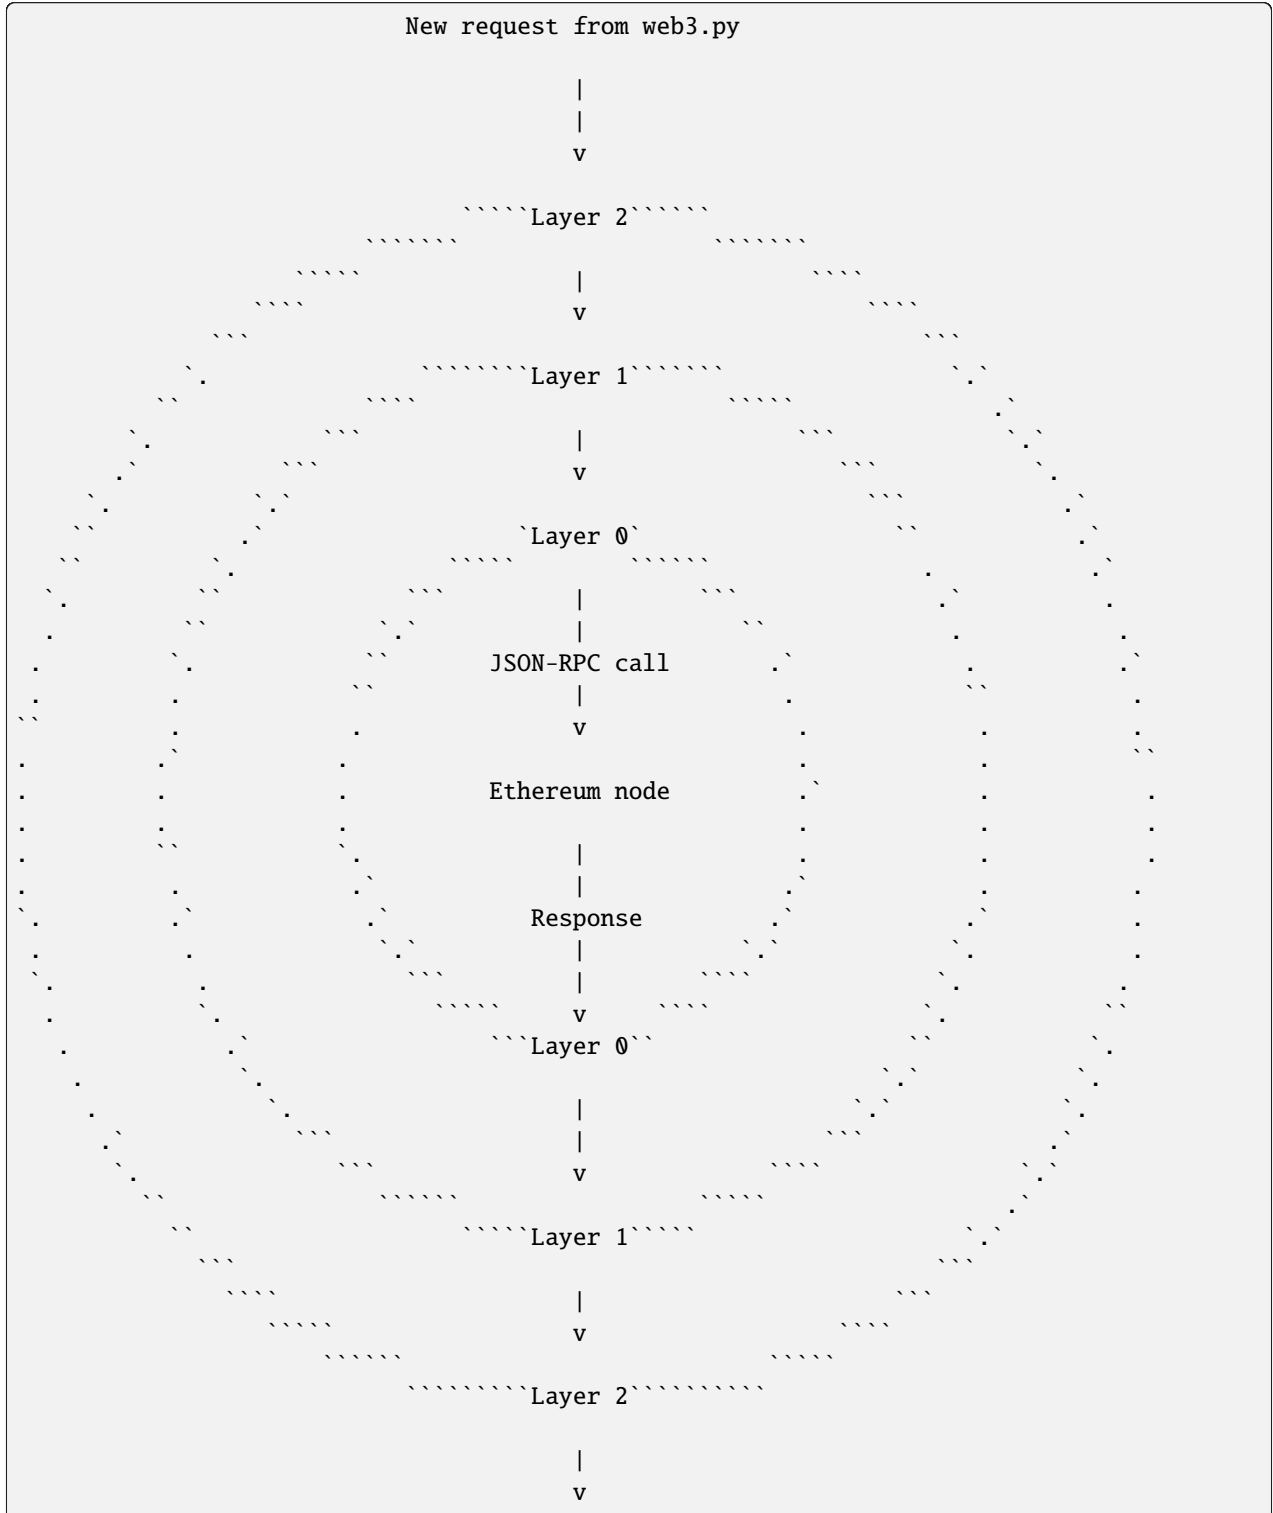 New request from web3.py
|
|
v
`````Layer 2``````
``````` ```````
````` | ````
```` v ````
``` ```
`. ````````Layer 1``````` `.`
`` ```` ````` .`
`. ``` | ``` `.`
.` ``` v ``` `.
`. `.` ``` .`
`` .` `Layer 0` `` .`
`` `. ````` `````` . .`
`. `` ``` | ``` .` .
. `` `.` | `` . .
. `. `` JSON-RPC call .` . .`
. . `` | . `` .
`` . . v . . .
. .` . . . ``
. . . Ethereum node .` . .
. . . . . .
. `` `. | . . .
. . .` | .` . .
`. .` .` Response .` .` .
. . `.` | `.` `. .
`. . ``` | ```` `. .
. `. ````` v ```` `. ``
. .` ```Layer 0`` `` `.
. `. `.` `.
. `. | `.` `.
.` ``` | ``` .`
`. ``` v ```` `.`
`` `````` ````` .`
`` `````Layer 1````` `.`
``` ```
```` | ```
````` v ````
`````` `````
`````````Layer 2``````````
|
v